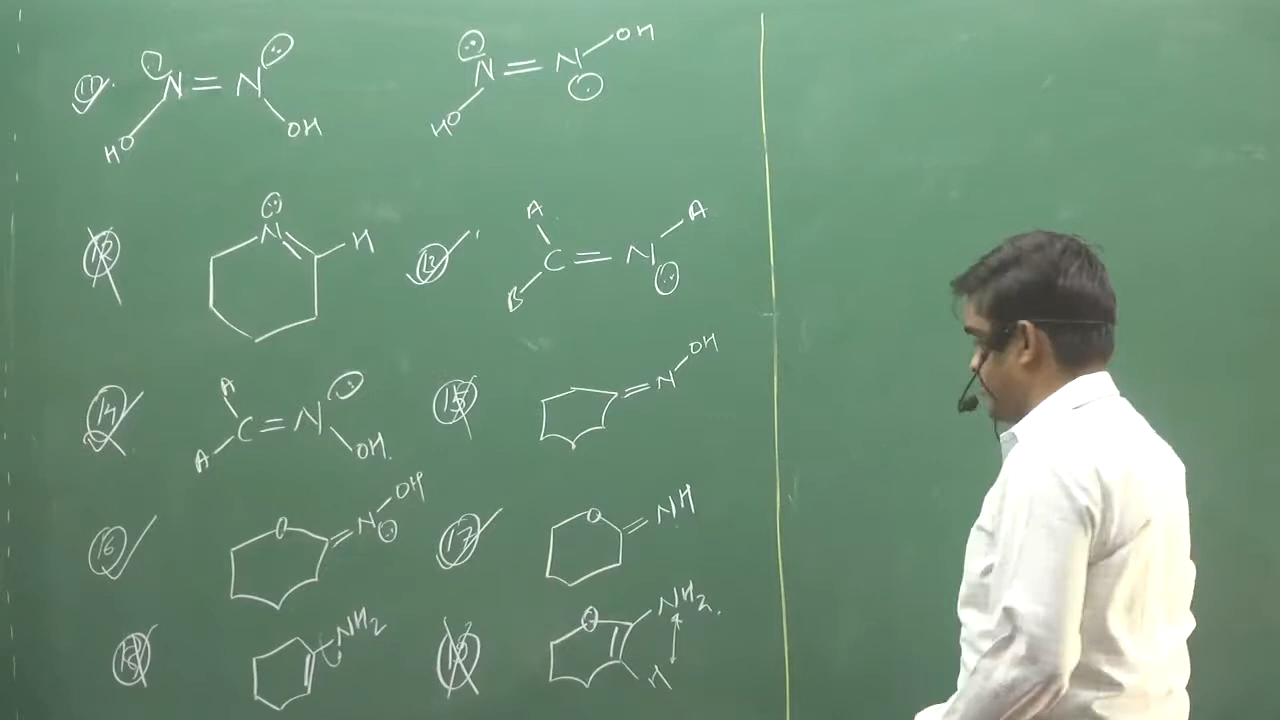 11. HO N = N OH HO N = N OH
12 N H 13 A B C = N A
14 A A C = N OH 15 = N OH
16 O = N OH 17 O = NH
18 NH2 19 O NH2 H